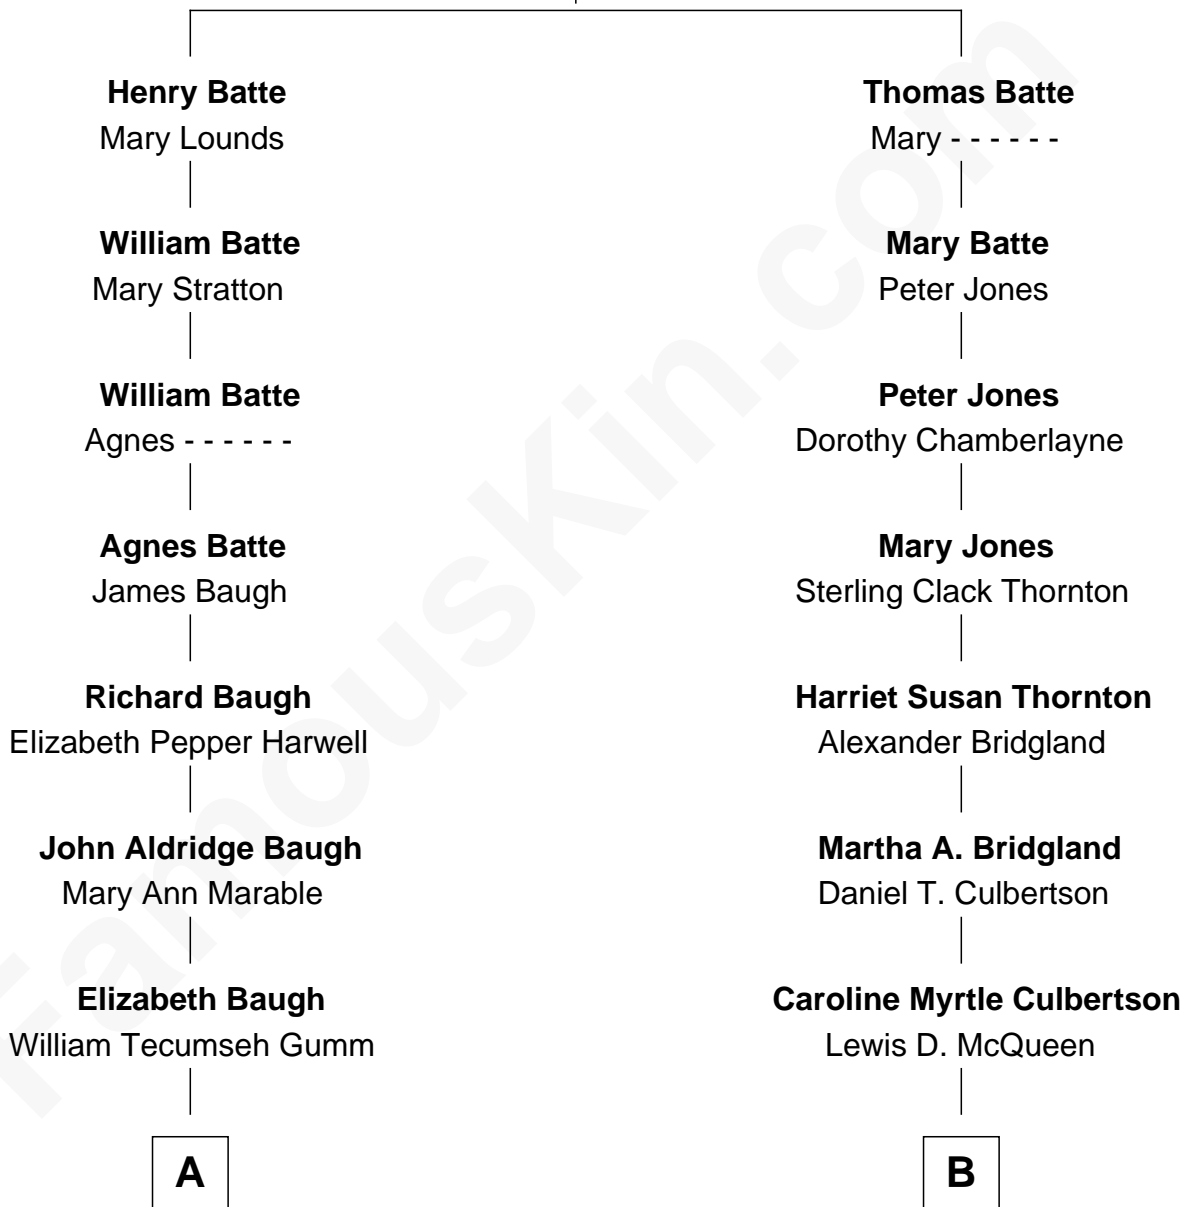 Henry Batte
Mary Lounds
William Batte
Mary Stratton
William Batte
Agnes - - - - - -
Agnes Batte
James Baugh
Richard Baugh
Elizabeth Pepper Harwell
John Aldridge Baugh
Mary Ann Marable
Elizabeth Baugh
William Tecumseh Gumm
A
Thomas Batte
Mary - - - - - -
Mary Batte
Peter Jones
Peter Jones
Dorothy Chamberlayne
Mary Jones
Sterling Clack Thornton
Harriet Susan Thornton
Alexander Bridgland
Martha A. Bridgland
Daniel T. Culbertson
Caroline Myrtle Culbertson
Lewis D. McQueen
B
FamousKin.com